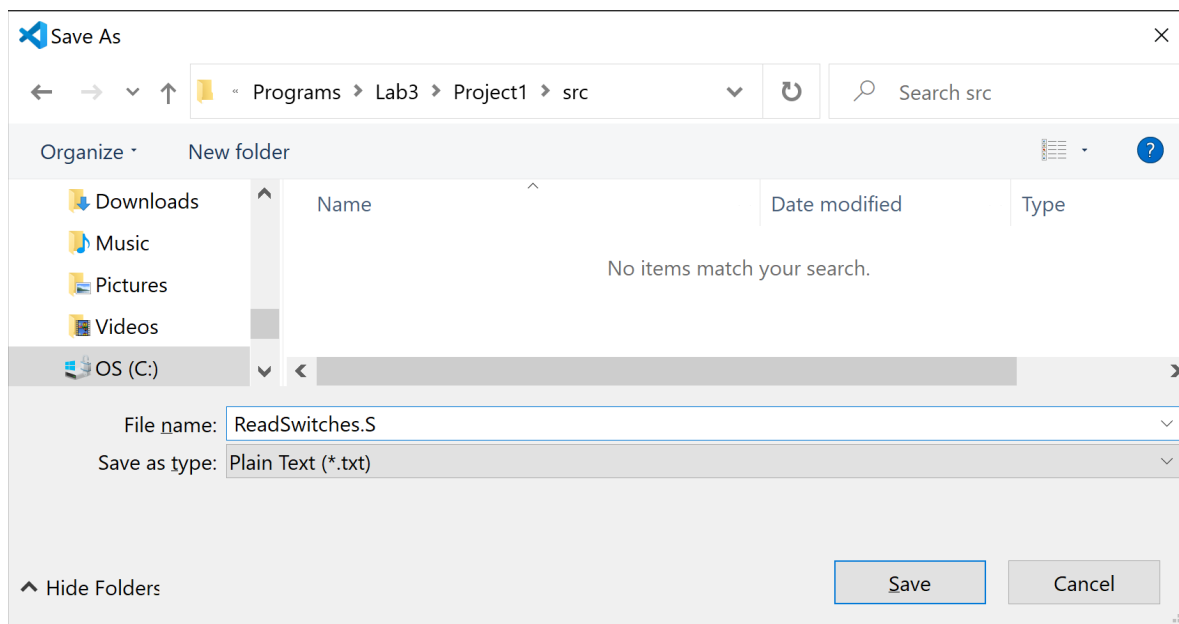 Save As
« Programs > Lab3 > Project1 > src
Search src
Organize New folder
?
Downloads
Music
Pictures
Videos
OS (C:)
Name Date modified Type
No items match your search.
File name: ReadSwitches.S
Save as type: Plain Text (*.txt)
Hide Folders
Save Cancel